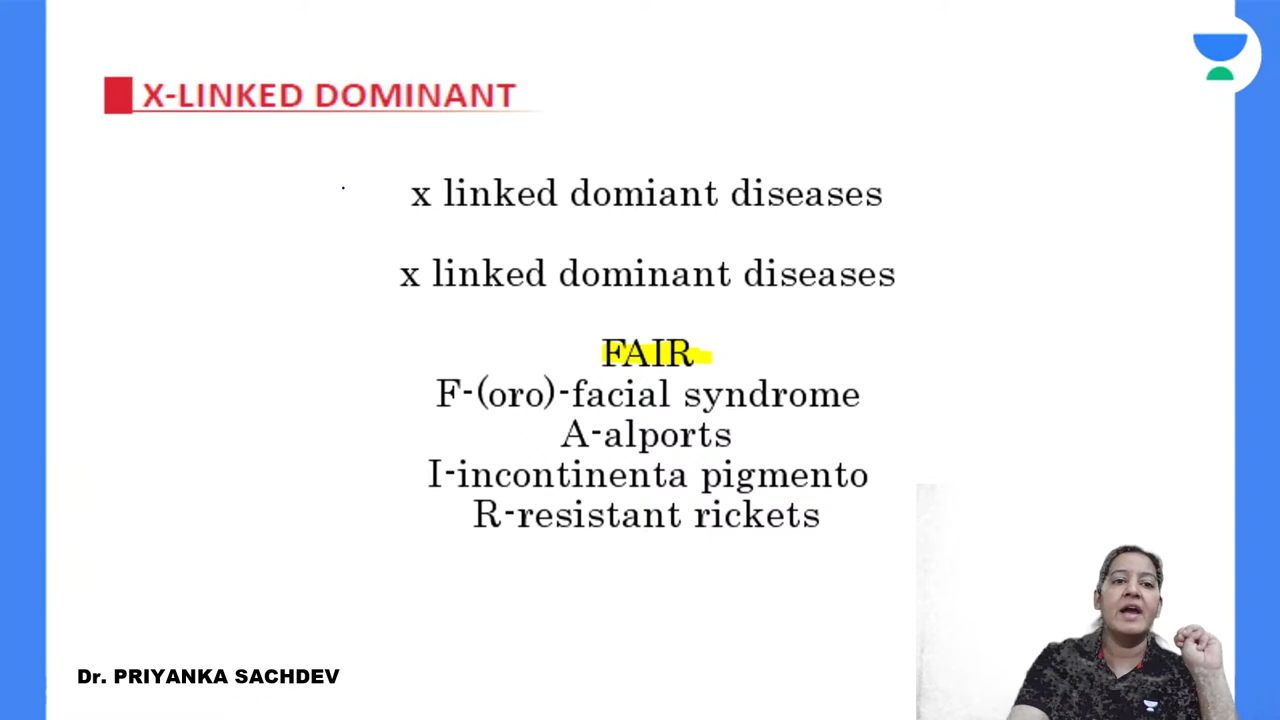 X-LINKED DOMINANT
x linked domiant diseases
x linked dominant diseases
FAIR
F-(oro)-facial syndrome
A-alports
I-incontinenta pigmento
R-resistant rickets
Dr. PRIYANKA SACHDEV